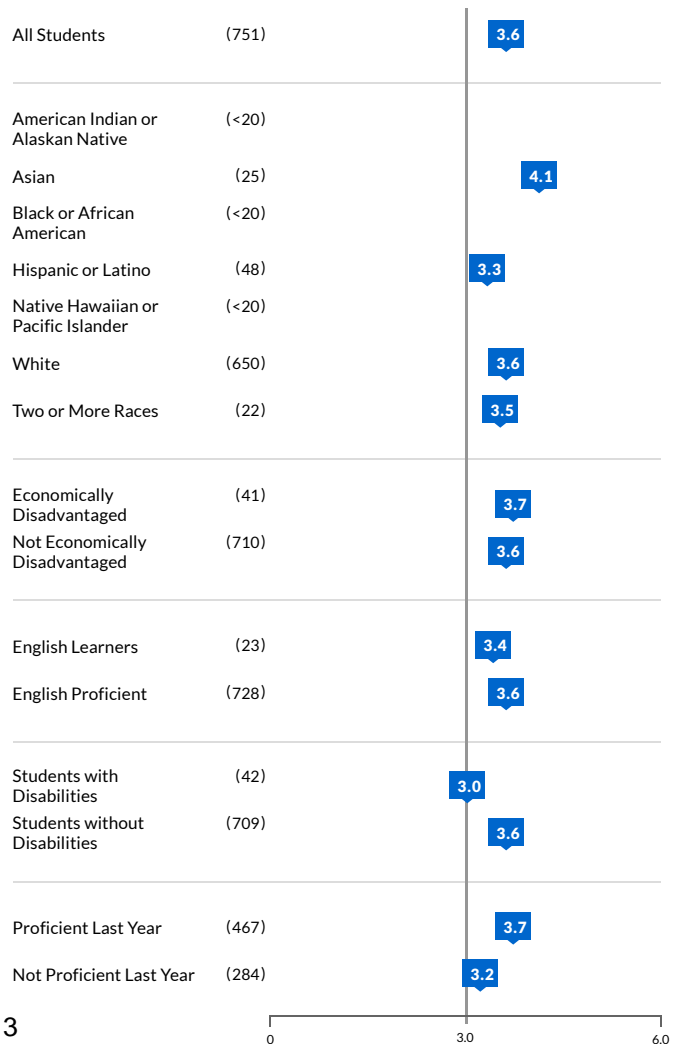 All Students (751) 3.6
American Indian or (<20)
Alaskan Native
Asian (25) 4.1
Black or African (<20)
American
Hispanic or Latino (48) 3.3
Native Hawaiian or (<20)
Pacific Islander
White (650) 3.6
Two or More Races (22) 3.5
Economically (41) 3.7
Disadvantaged
Not Economically (710) 3.6
Disadvantaged
English Learners (23) 3.4
English Proficient (728) 3.6
Students with (42) 3.0
Disabilities
Students without (709) 3.6
Disabilities
Proficient Last Year (467) 3.7
Not Proficient Last Year (284) 3.2
3
0 3.0 6.0